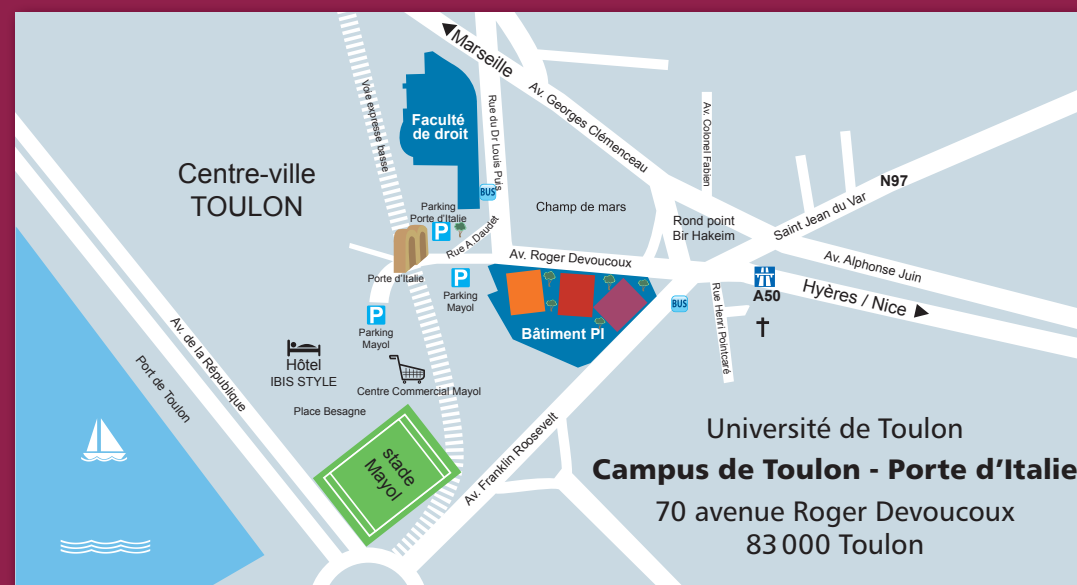 Marseille
Av. Georges Clémenceau
Voie expresse basse
Faculté
de droit
Rue du Dr Louis Puis
Av. Colonel Fabien
Centre-ville
TOULON
BUS
N97
Saint Jean du Var
Champ de mars
Parking
Porte d'Italie
P
Rond point
Bir Hakeim
Rue A.Daudet
Av. Roger Devoucoux
Av. Alphonse Juin
Porte d'Italie
P
Parking
Mayol
A50
Hyères / Nice
BUS
Rue Henri Pointcaré
P
Parking
Mayol
Bâtiment PI
Av. de la République
Port de Toulon
Hôtel
IBIS STYLE
Centre Commercial Mayol
Place Besagne
stade
Mayol
Av. Franklin Roosevelt
Université de Toulon
Campus de Toulon - Porte d'Italie
70 avenue Roger Devoucoux
83 000 Toulon